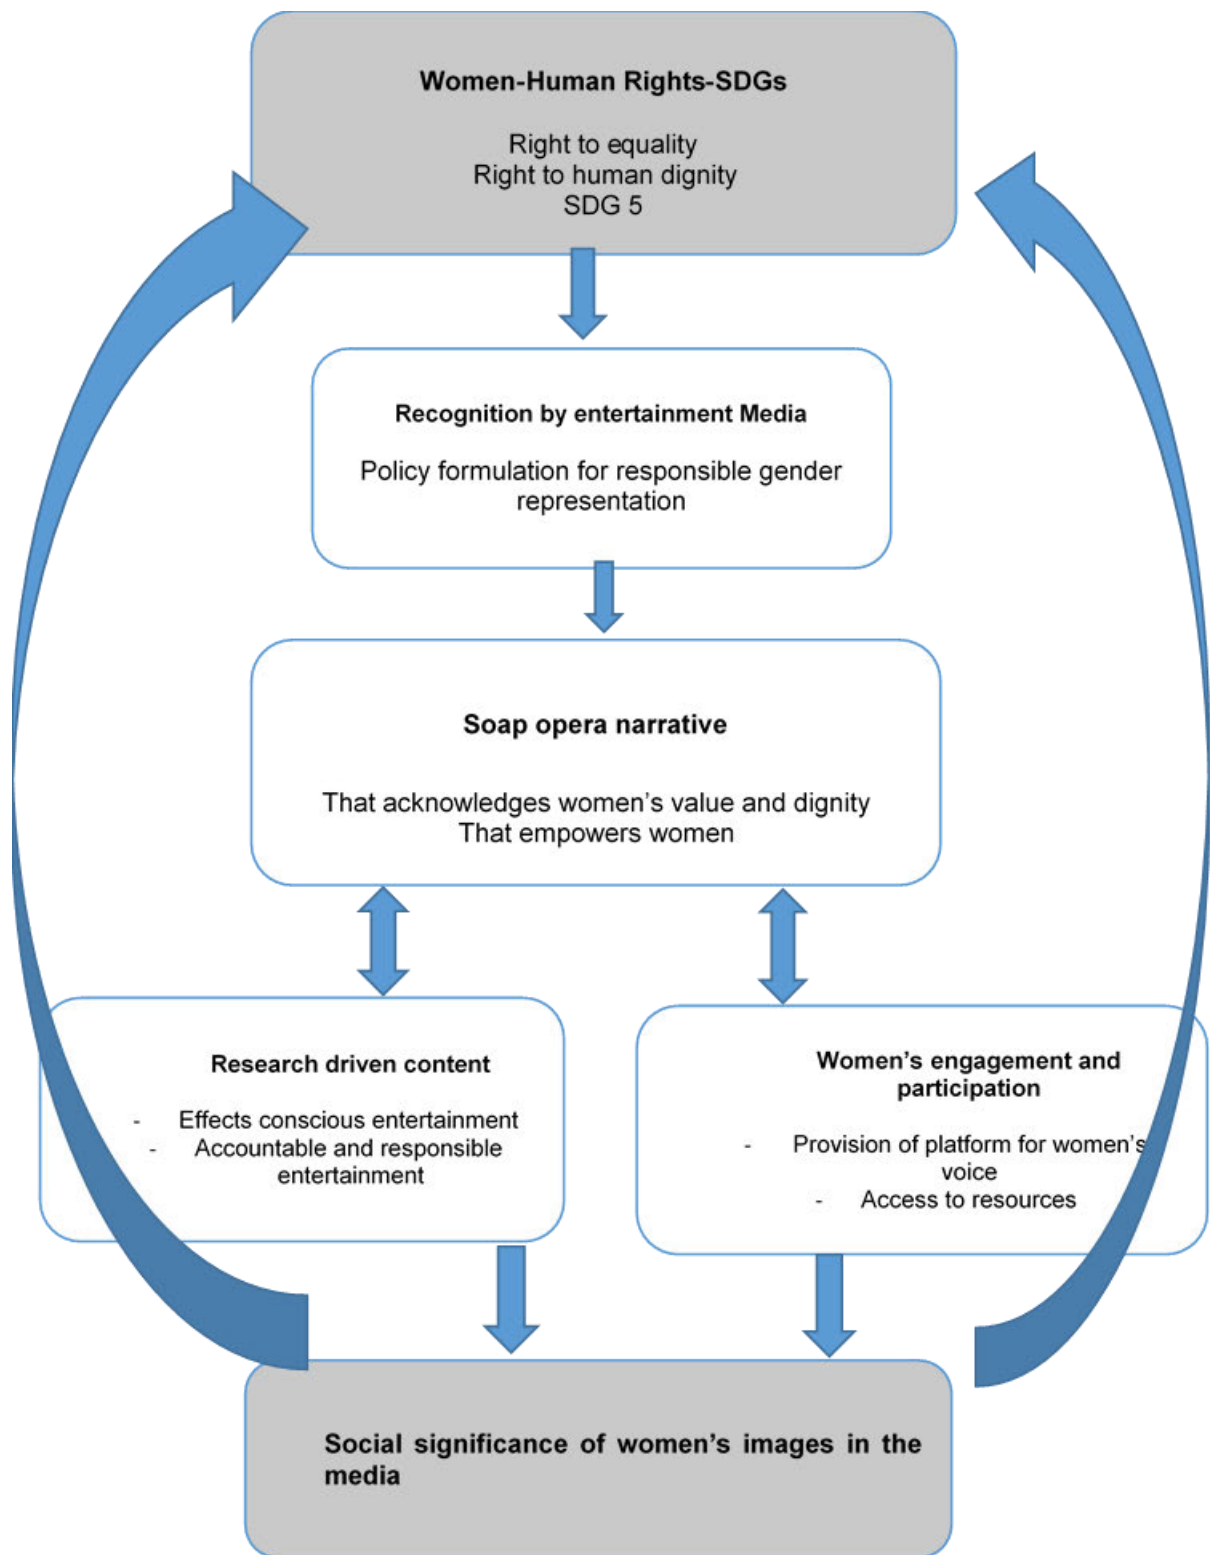 Women-Human Rights-SDGs
Right to equality
Right to human dignity
SDG 5
Recognition by entertainment Media
Policy formulation for responsible gender
representation
Soap opera narrative
That acknowledges women’s value and dignity
That empowers women
Research driven content
- Effects conscious entertainment
- Accountable and responsible
entertainment
Women’s engagement and
participation
- Provision of platform for women’s
voice
- Access to resources
Social significance of women’s images in the
media